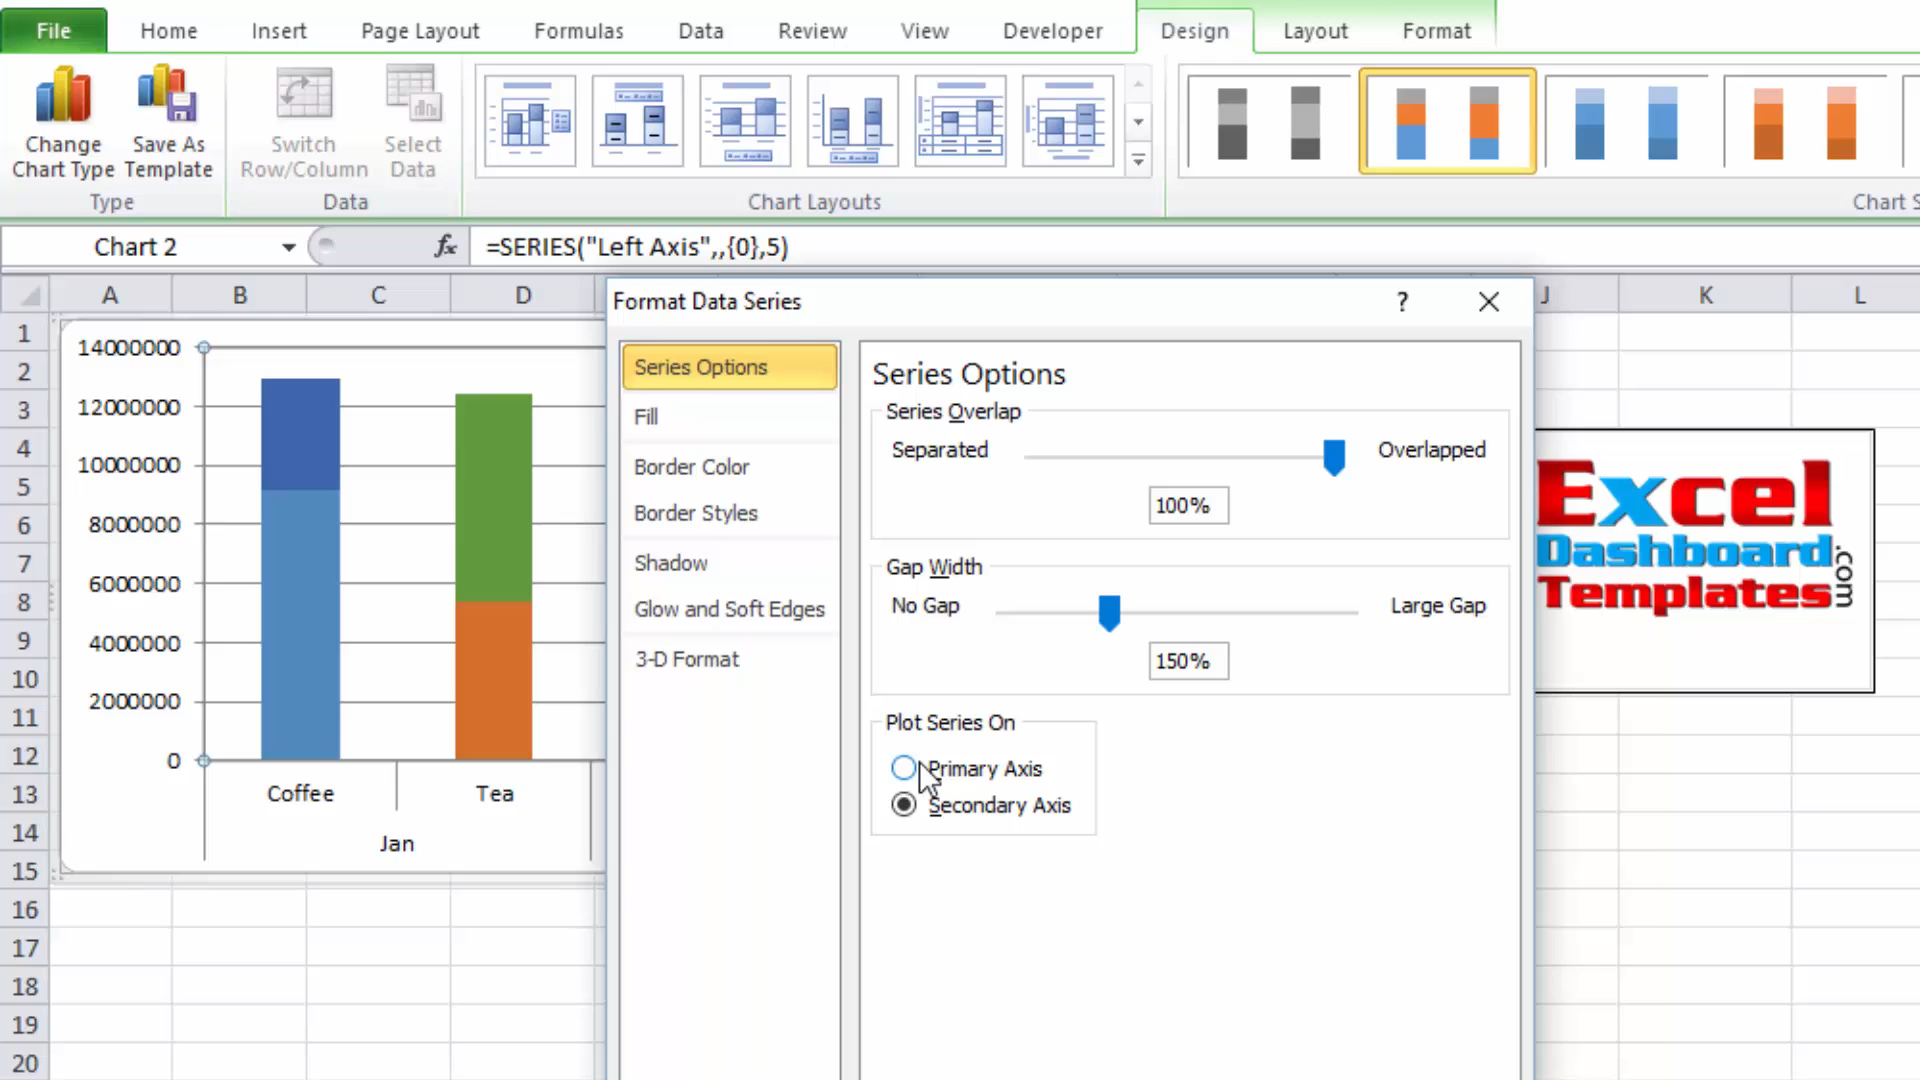 File Home Insert Page Layout Formulas Data Review View Developer Design Layout Format
Change Chart Type
Save As Template
Switch Row/Column
Select Data
Type Data Chart Layouts Chart S
Chart 2 fx =SERIES("Left Axis",,{0},5)
A B C D J K L
Format Data Series ?
1
2
3
4
5
6
7
8
9
10
11
12
13
14
15
16
17
18
19
20
14000000
12000000
10000000
8000000
6000000
4000000
2000000
0
Coffee Tea
Jan
Series Options
Fill
Border Color
Border Styles
Shadow
Glow and Soft Edges
3-D Format
Series Options
Series Overlap
Separated Overlapped
100%
Gap Width
No Gap Large Gap
150%
Plot Series On
Primary Axis
Secondary Axis
Excel
Dashboard
Templates
.com